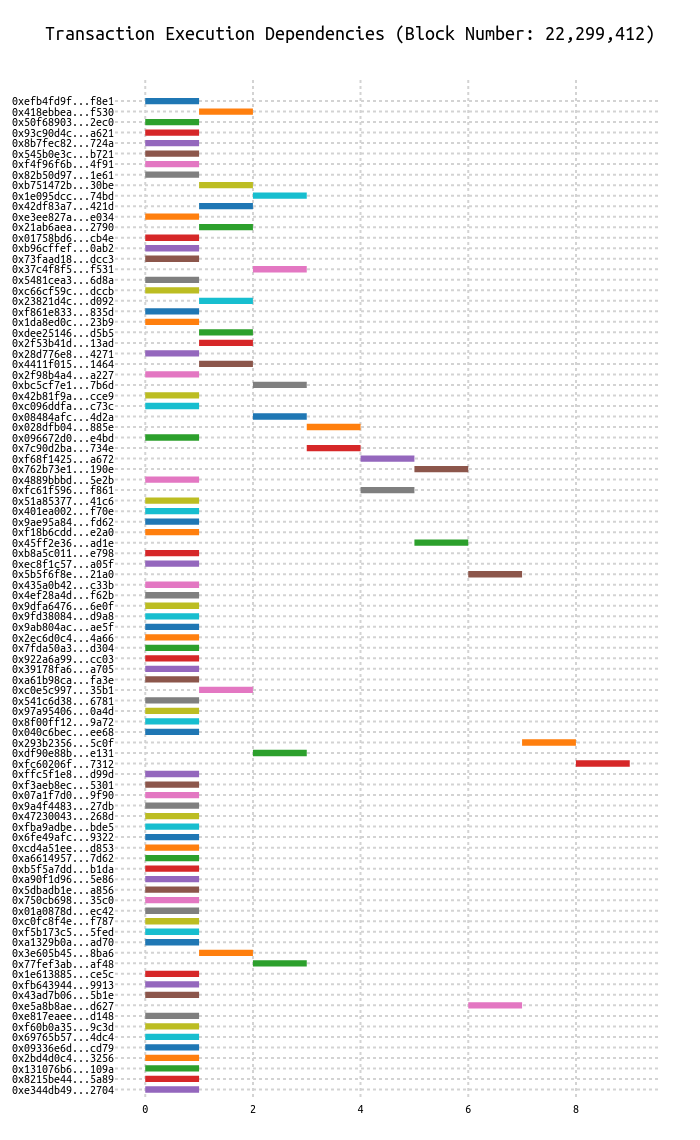 Transaction Execution Dependencies (Block Number: 22,299,412)
0xefb4fd9f...f8e1
0x418ebbea...f530
0x50f68903...2ec0
0x93c90d4c...a621
0x8b7fec82...724a
0x545b0e3c...b721
0xf4f96f6b...4f91
0x82b50d97...1e61
0xb751472b...30be
0x1e095dcc...74bd
0x42df83a7...421d
0xe3ee827a...e034
0x21ab6aea...2790
0x01758bd6...cb4e
0xb96cffef...0ab2
0x73faad18...dcc3
0x37c4f8f5...f531
0x5481cea3...6d8a
0xc66cf59c...dccb
0x23821d4c...d092
0xf861e833...835d
0x1da8ed0c...23b9
0xdee25146...d5b5
0x2f53b41d...13ad
0x28d776e8...4271
0x4411f015...1464
0x2f98b4a4...a227
0xbc5cf7e1...7b6d
0x42b81f9a...cce9
0xc096ddfa...c73c
0x08484afc...4d2a
0x028dfb04...885e
0x096672d0...e4bd
0x7c90d2ba...734e
0xf68f1425...a672
0x762b73e1...190e
0x4889bbbd...5e2b
0xfc61f596...f861
0x51a85377...41c6
0x401ea002...f70e
0x9ae95a84...fd62
0xf18b6cdd...e2a0
0x45ff2e36...ad1e
0xb8a5c011...e798
0xec8f1c57...a05f
0x5b5f6f8e...21a0
0x435a0b42...c33b
0x4ef28a4d...f62b
0x9dfa6476...6e0f
0x9fd38084...d9a8
0x9ab804ac...ae5f
0x2ec6d0c4...4a66
0x7fda50a3...d304
0x922a6a99...cc03
0x39178fa6...a705
0xa61b98ca...fa3e
0xc0e5c997...35b1
0x541c6d38...6781
0x97a95406...0a4d
0x8f00ff12...9a72
0x040c6bec...ee68
0x293b2356...5c0f
0xdf90e88b...e131
0xfc60206f...7312
0xffc5f1e8...d99d
0xf3aeb8ec...5301
0x07a1f7d0...9f90
0x9a4f4483...27db
0x47230043...268d
0xfba9adbe...bde5
0x6fe49afc...9322
0xcd4a51ee...d853
0xa6614957...7d62
0xb5f5a7dd...b1da
0xa90f1d96...5e86
0x5dbadb1e...a856
0x750cb698...35c0
0x01a0878d...ec42
0xc0fc8f4e...f787
0xf5b173c5...5fed
0xa1329b0a...ad70
0x3e605b45...8ba6
0x77fef3ab...af48
0x1e613885...ce5c
0xfb643944...9913
0x43ad7b06...5b1e
0xe5a8b8ae...d627
0xe817eaee...d148
0xf60b0a35...9c3d
0x69765b57...4dc4
0x09336e6d...cd79
0x2bd4d0c4...3256
0x131076b6...109a
0x8215be44...5a89
0xe344db49...2704
0 2 4 6 8